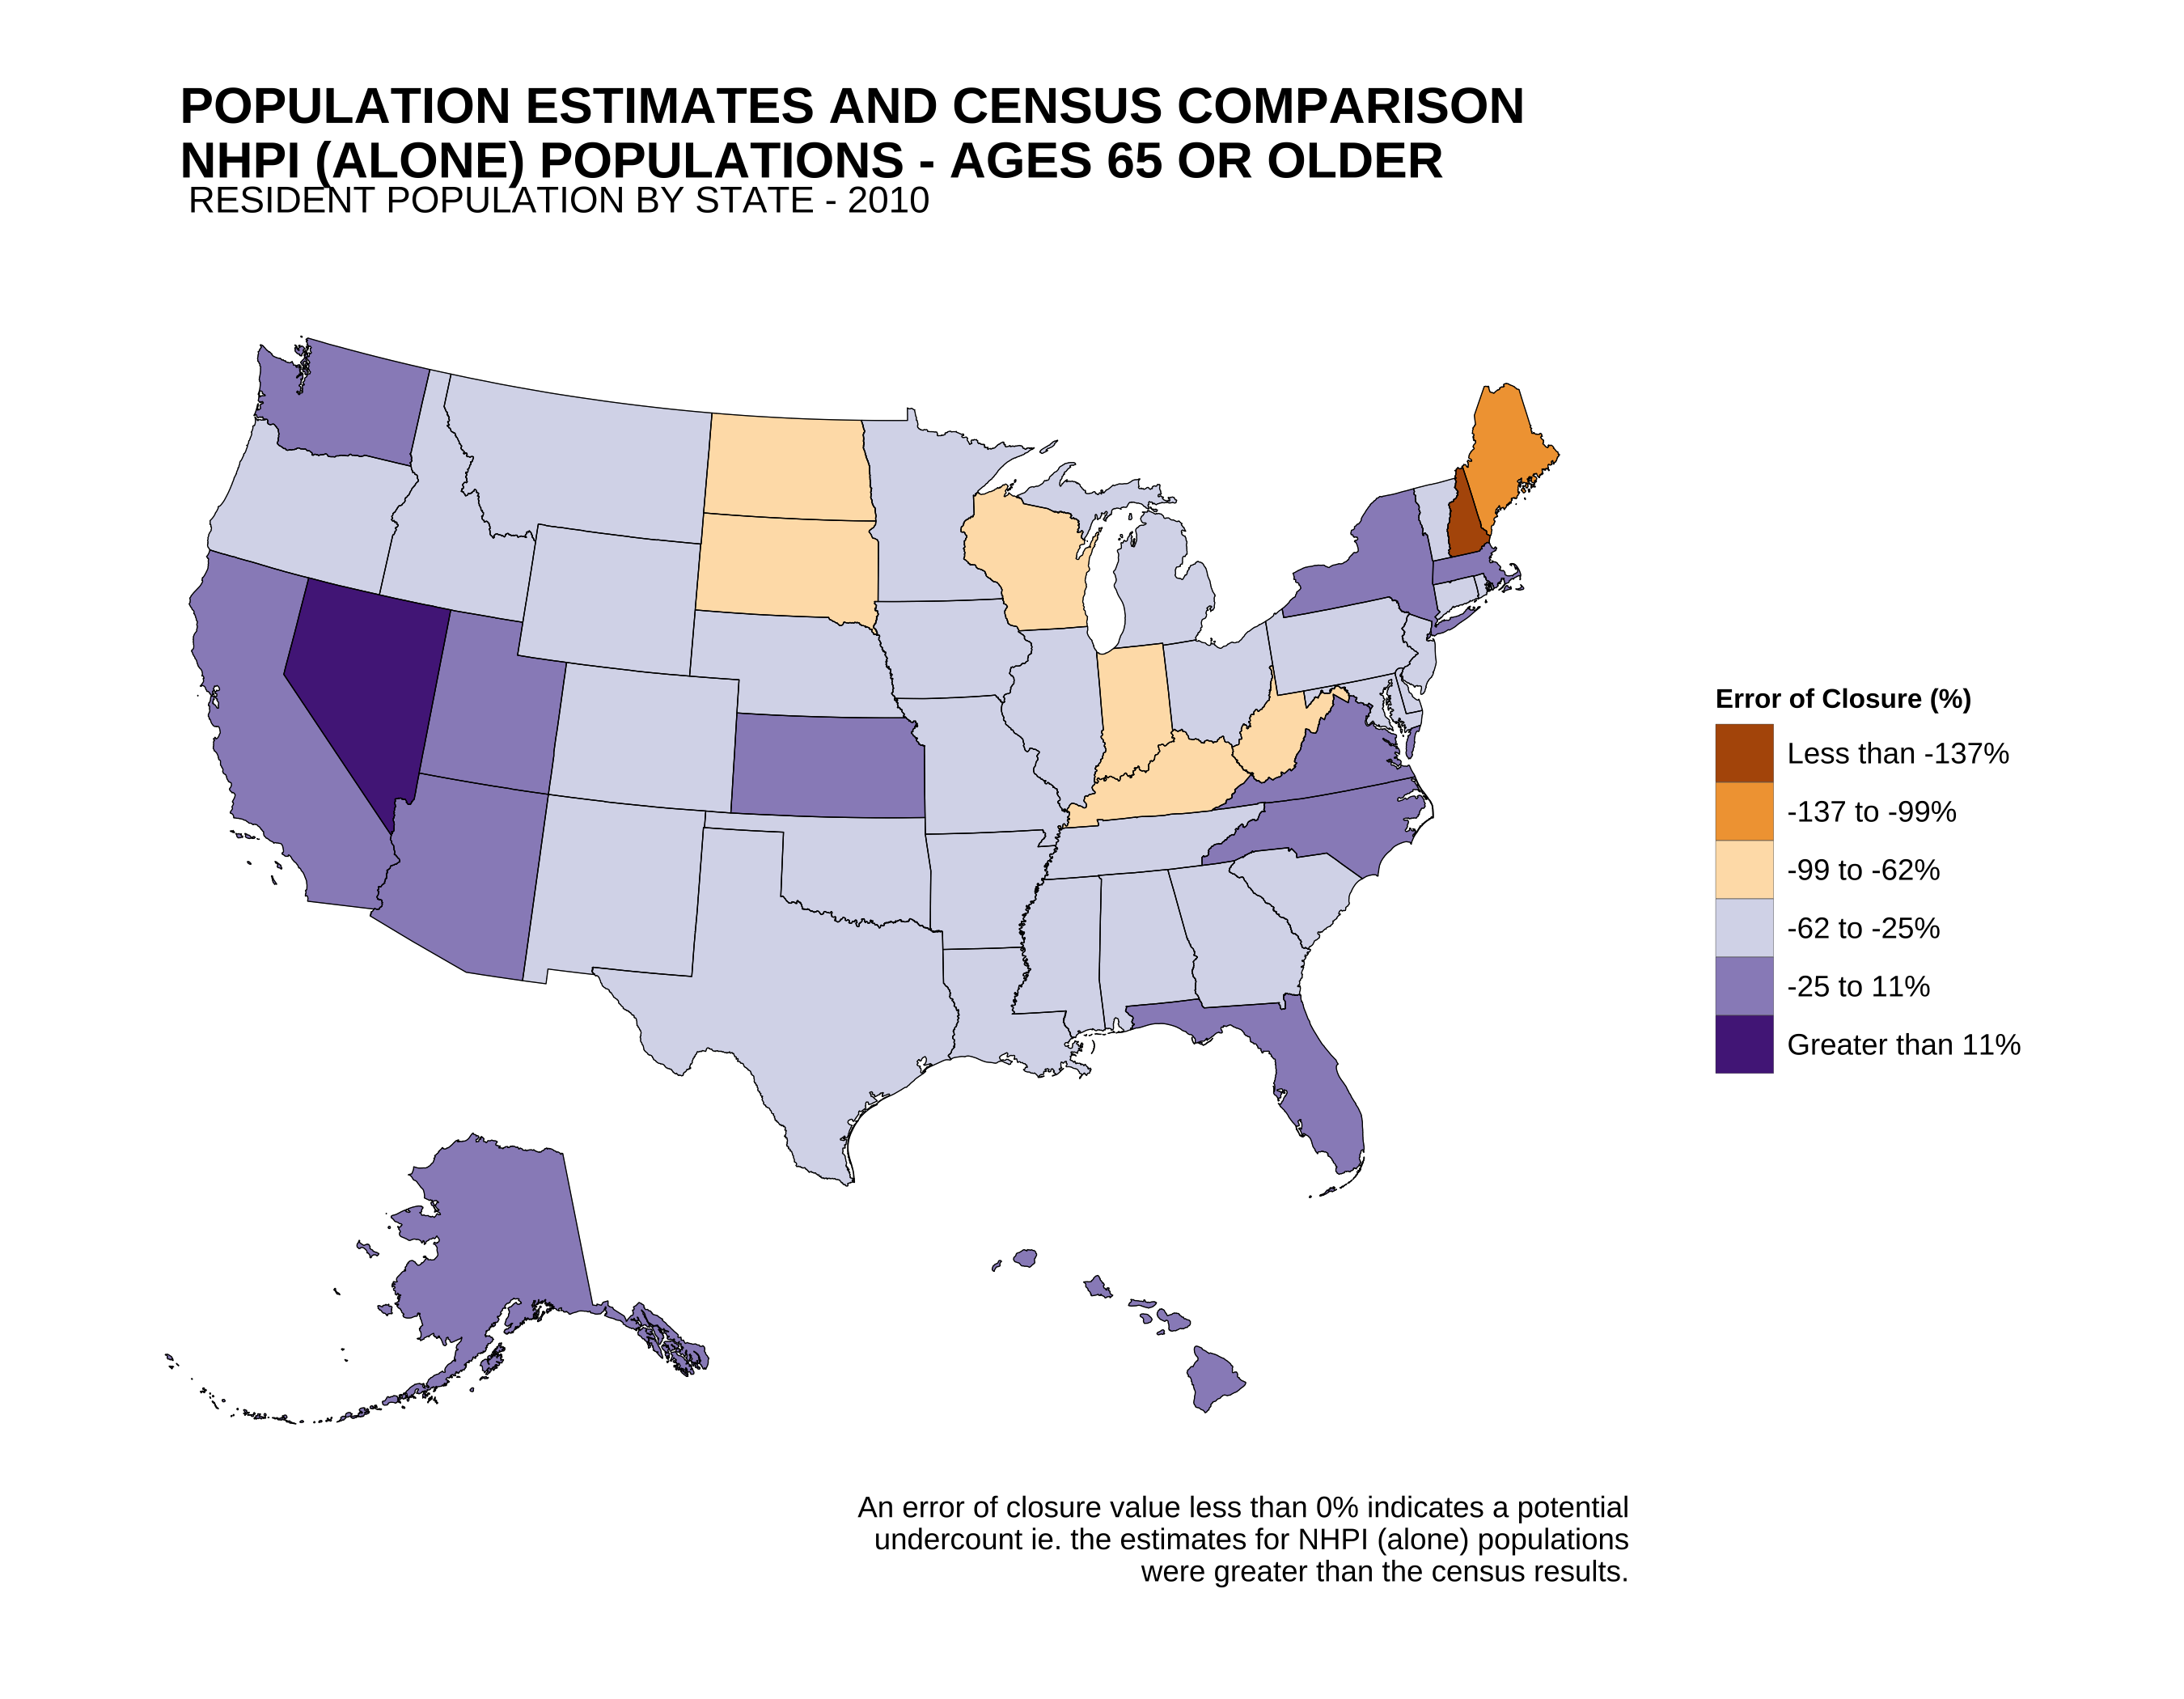 POPULATION ESTIMATES AND CENSUS COMPARISON
NHPI (ALONE) POPULATIONS - AGES 65 OR OLDER
RESIDENT POPULATION BY STATE - 2010
Error of Closure (%)
Less than -137%
-137 to -99%
-99 to -62%
-62 to -25%
-25 to 11%
Greater than 11%
An error of closure value less than 0% indicates a potential
undercount ie. the estimates for NHPI (alone) populations
were greater than the census results.